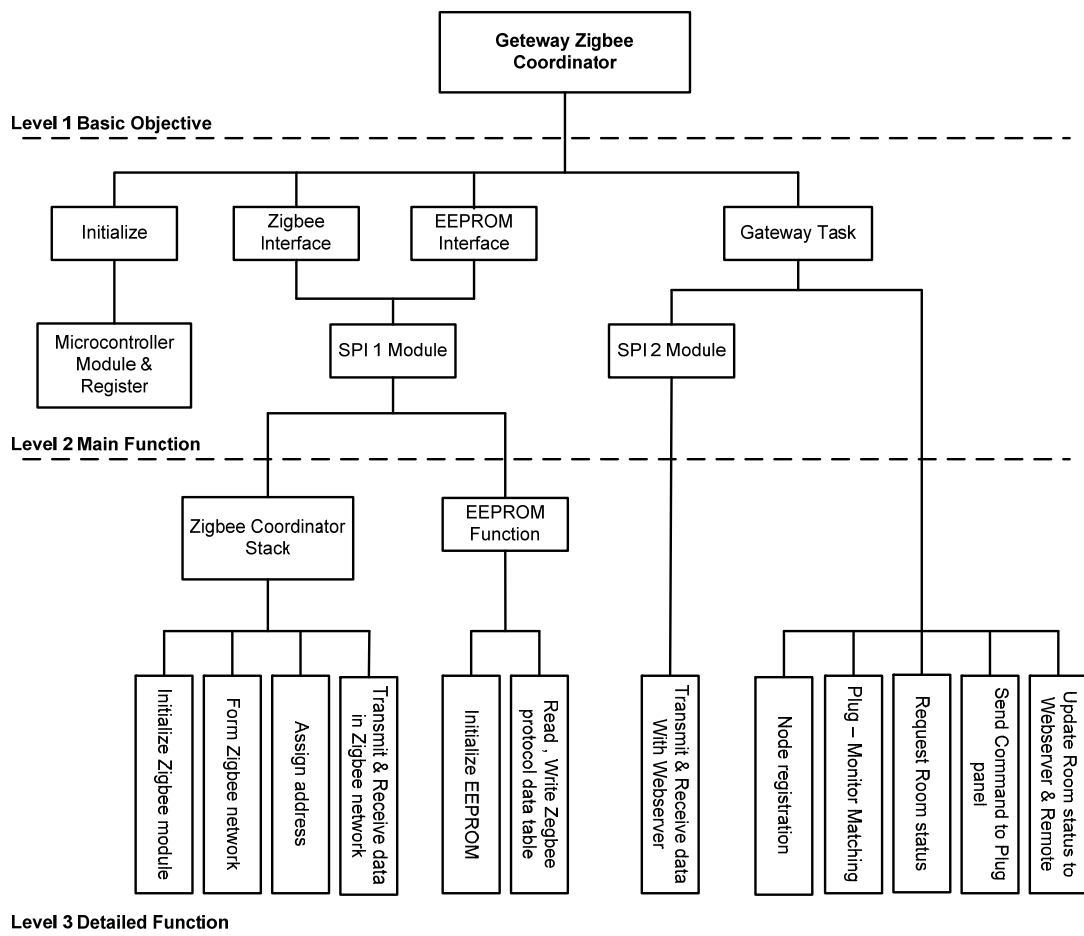 Geteway Zigbee
Coordinator
Level 1 Basic Objective
Initialize
Zigbee
Interface
EEPROM
Interface
Gateway Task
Microcontroller
Module &
Register
SPI 1 Module
SPI 2 Module
Level 2 Main Function
Zigbee Coordinator
Stack
EEPROM
Function
Initialize Zigbee module
Form Zigbee network
Assign address
Transmit & Receive data
in Zigbee network
Initialize EEPROM
Read , Write Zegbee
protocol data table
Transmit & Receive data
With Webserver
Node registration
Plug – Monitor Matching
Request Room status
Send Command to Plug
panel
Update Room status to
Webserver & Remote
Level 3 Detailed Function